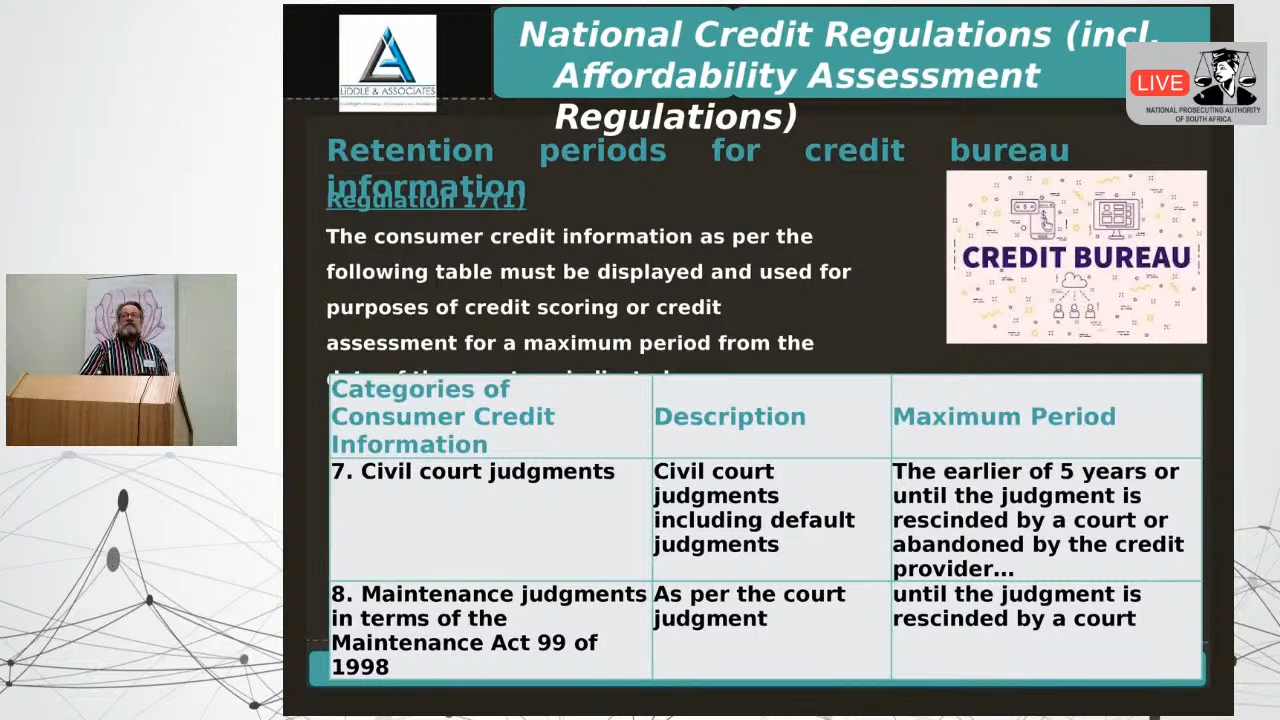 National Credit Regulations (incl.
Affordability Assessment
Regulations)
LIDDLE & ASSOCIATES
LIVE
NATIONAL PROSECUTING AUTHORITY
OF SOUTH AFRICA
Retention periods for credit bureau
information
Regulation 17(1)
The consumer credit information as per the
following table must be displayed and used for
purposes of credit scoring or credit
assessment for a maximum period from the
CREDIT BUREAU
Categories of
Consumer Credit
Information
Description
Maximum Period
7. Civil court judgments
Civil court
judgments
including default
judgments
The earlier of 5 years or
until the judgment is
rescinded by a court or
abandoned by the credit
provider...
8. Maintenance judgments
in terms of the
Maintenance Act 99 of
1998
As per the court
judgment
until the judgment is
rescinded by a court